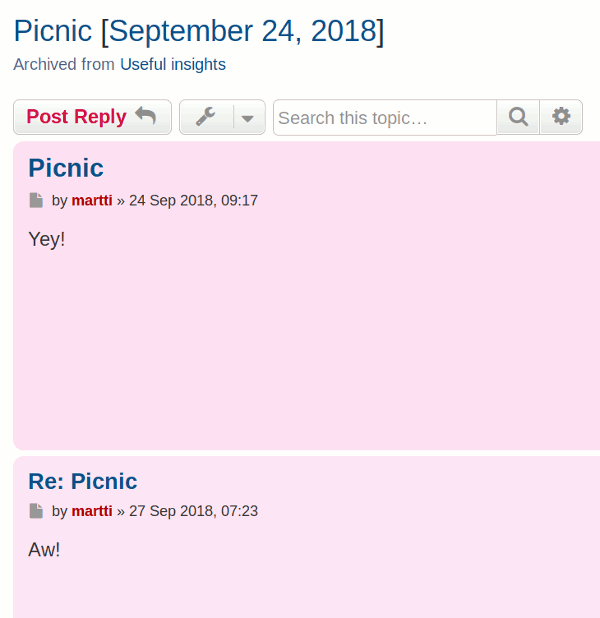 Picnic [September 24, 2018]
Archived from Useful insights
Post Reply
Search this topic…
Picnic
by martti » 24 Sep 2018, 09:17
Yey!
Re: Picnic
by martti » 27 Sep 2018, 07:23
Aw!